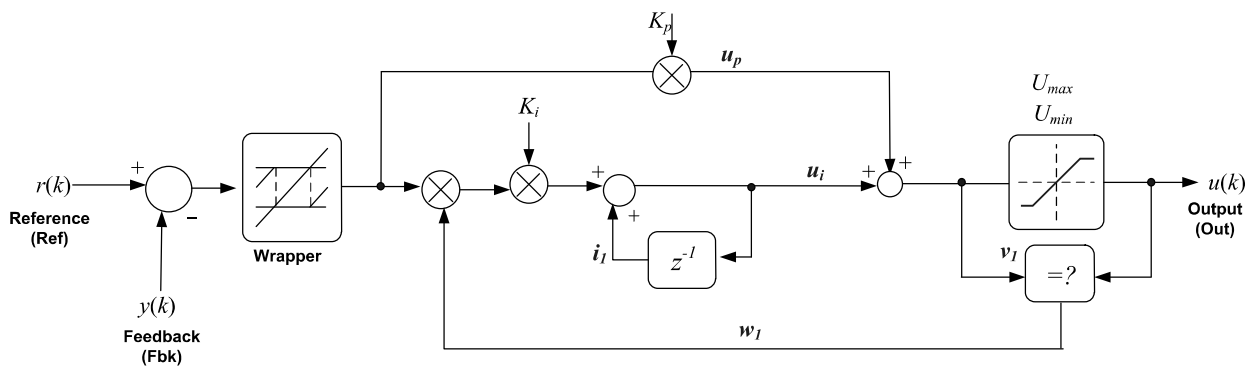 K_p
u_p
U_max
U_min
K_i
+
r(k)
Reference
(Ref)
−
Wrapper
y(k)
Feedback
(Fbk)
+
+
i_1
z^-1
u_i
+
+
v_1
=?
u(k)
Output
(Out)
w_1